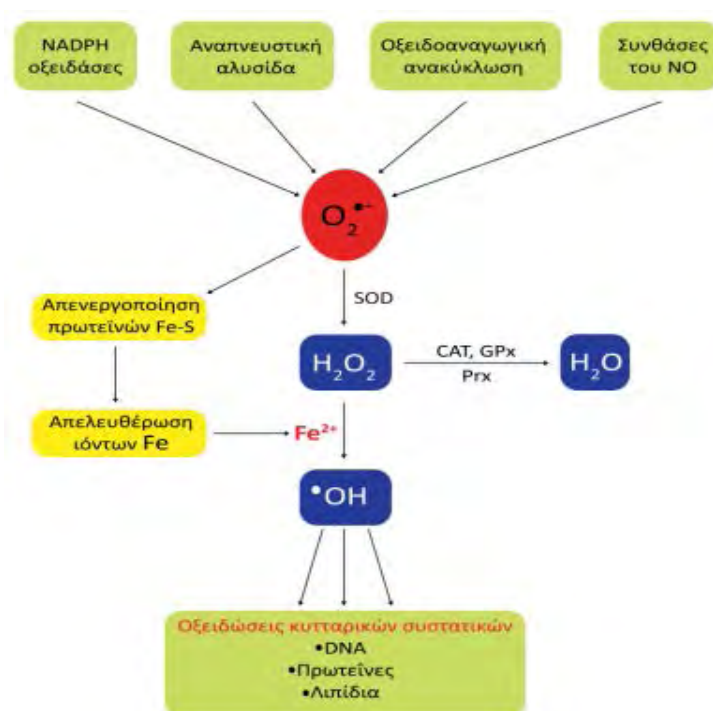 NADPH
οξειδάσες
Αναπνευστική
αλυσίδα
Οξειδοαναγωγική
ανακύκλωση
Συνθάσες
του NO
O₂•−
SOD
Απενεργοποίηση
πρωτεϊνών Fe-S
H₂O₂
CAT, GPx
Prx
H₂O
Απελευθέρωση
ιόντων Fe
Fe²⁺
•OH
Οξειδώσεις κυτταρικών συστατικών
•DNA
•Πρωτεΐνες
•Λιπίδια